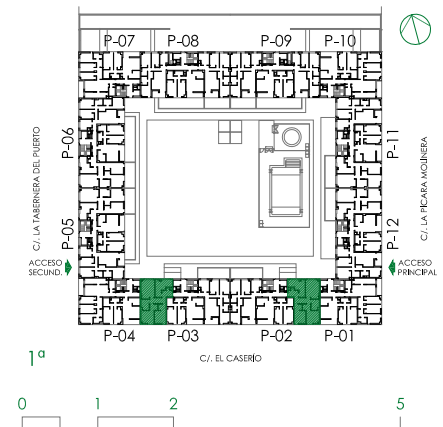 P-07 P-08 P-09 P-10
C/. LA TABERNERA DEL PUERTO
P-06
P-05
P-11
P-12
C/. LA PICARA MOLINERA
ACCESO
SECUND.
ACCESO
PRINCIPAL
P-04 P-03 P-02 P-01
C/. EL CASERÍO
1ª
0 1 2 5